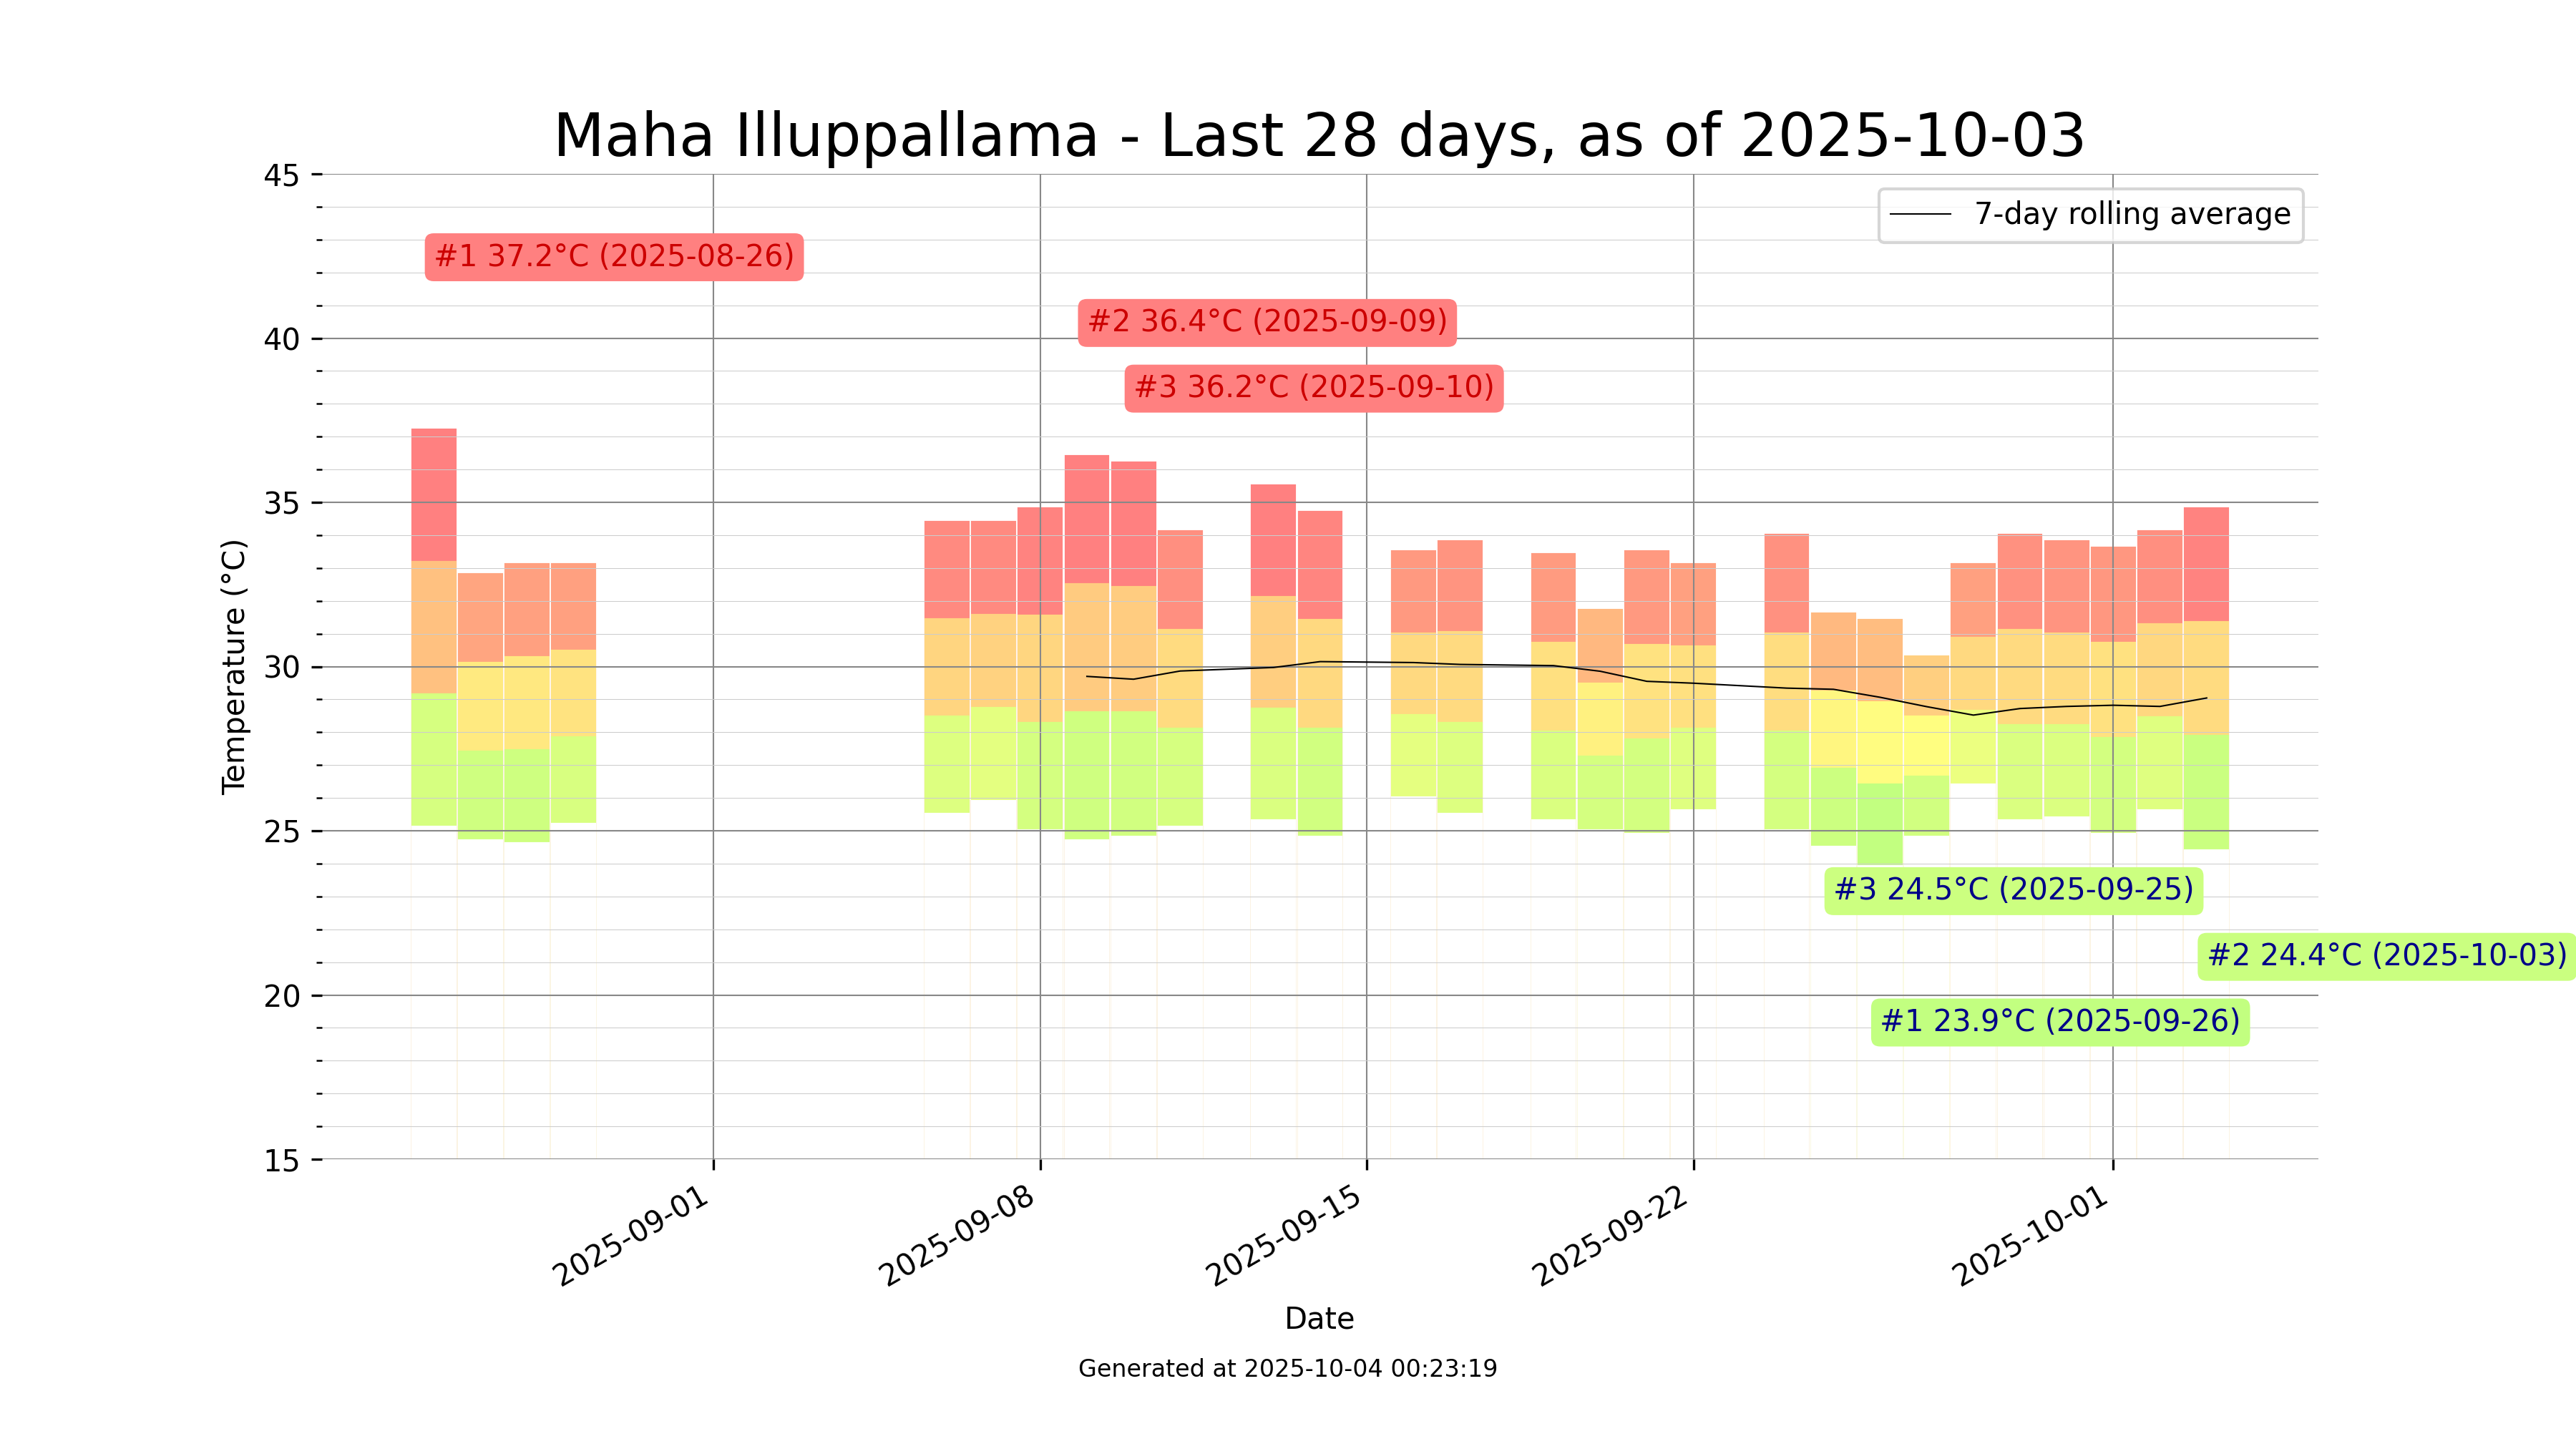 Maha Illuppallama - Last 28 days, as of 2025-10-03
45
40
35
30
25
20
15
Temperature (°C)
7-day rolling average
#1 37.2°C (2025-08-26)
#2 36.4°C (2025-09-09)
#3 36.2°C (2025-09-10)
#3 24.5°C (2025-09-25)
#2 24.4°C (2025-10-03)
#1 23.9°C (2025-09-26)
2025-09-01
2025-09-08
2025-09-15
2025-09-22
2025-10-01
Date
Generated at 2025-10-04 00:23:19